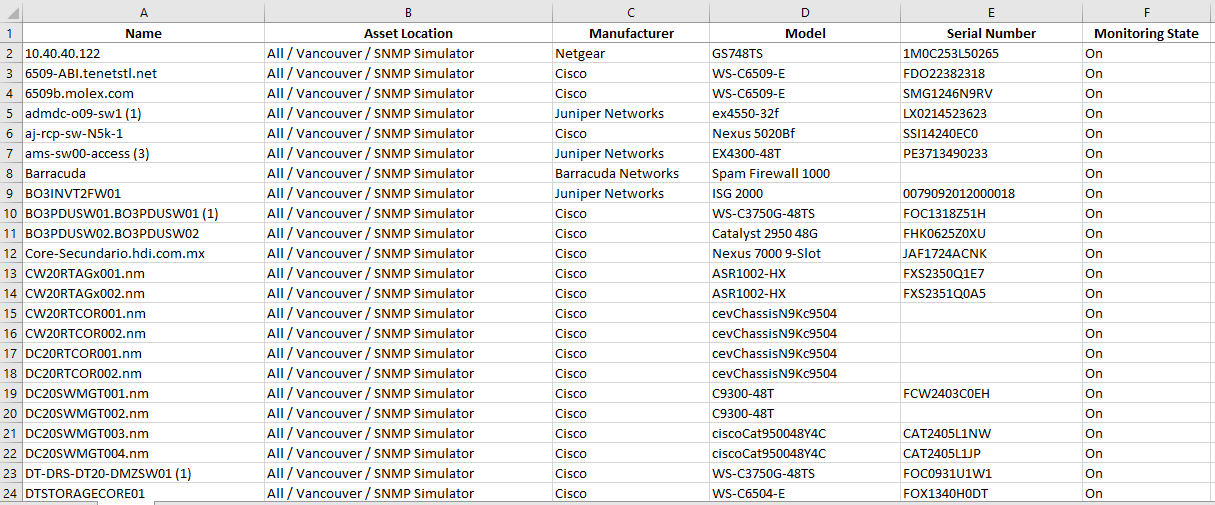 A B C D E F
1 Name Asset Location Manufacturer Model Serial Number Monitoring State
2 10.40.40.122 All / Vancouver / SNMP Simulator Netgear GS748TS 1M0C253L50265 On
3 6509-ABI.tenetstl.net All / Vancouver / SNMP Simulator Cisco WS-C6509-E FDO22382318 On
4 6509b.molex.com All / Vancouver / SNMP Simulator Cisco WS-C6509-E SMG1246N9RV On
5 admdc-o09-sw1 (1) All / Vancouver / SNMP Simulator Juniper Networks ex4550-32f LX0214523623 On
6 aj-rcp-sw-N5k-1 All / Vancouver / SNMP Simulator Cisco Nexus 5020Bf SSI14240EC0 On
7 ams-sw00-access (3) All / Vancouver / SNMP Simulator Juniper Networks EX4300-48T PE3713490233 On
8 Barracuda All / Vancouver / SNMP Simulator Barracuda Networks Spam Firewall 1000 On
9 BO3INVT2FW01 All / Vancouver / SNMP Simulator Juniper Networks ISG 2000 0079092012000018 On
10 BO3PDUSW01.BO3PDUSW01 (1) All / Vancouver / SNMP Simulator Cisco WS-C3750G-48TS FOC1318Z51H On
11 BO3PDUSW02.BO3PDUSW02 All / Vancouver / SNMP Simulator Cisco Catalyst 2950 48G FHK0625Z0XU On
12 Core-Secundario.hdi.com.mx All / Vancouver / SNMP Simulator Cisco Nexus 7000 9-Slot JAF1724ACNK On
13 CW20RTAGx001.nm All / Vancouver / SNMP Simulator Cisco ASR1002-HX FXS2350Q1E7 On
14 CW20RTAGx002.nm All / Vancouver / SNMP Simulator Cisco ASR1002-HX FXS2351Q0A5 On
15 CW20RTCOR001.nm All / Vancouver / SNMP Simulator Cisco cevChassisN9Kc9504 On
16 CW20RTCOR002.nm All / Vancouver / SNMP Simulator Cisco cevChassisN9Kc9504 On
17 DC20RTCOR001.nm All / Vancouver / SNMP Simulator Cisco cevChassisN9Kc9504 On
18 DC20RTCOR002.nm All / Vancouver / SNMP Simulator Cisco cevChassisN9Kc9504 On
19 DC20SWMGT001.nm All / Vancouver / SNMP Simulator Cisco C9300-48T FCW2403C0EH On
20 DC20SWMGT002.nm All / Vancouver / SNMP Simulator Cisco C9300-48T On
21 DC20SWMGT003.nm All / Vancouver / SNMP Simulator Cisco ciscoCat950048Y4C CAT2405L1NW On
22 DC20SWMGT004.nm All / Vancouver / SNMP Simulator Cisco ciscoCat950048Y4C CAT2405L1JP On
23 DT-DRS-DT20-DMZSW01 (1) All / Vancouver / SNMP Simulator Cisco WS-C3750G-48TS FOC0931U1W1 On
24 DTSTORAGECORE01 All / Vancouver / SNMP Simulator Cisco WS-C6504-E FOX1340H0DT On